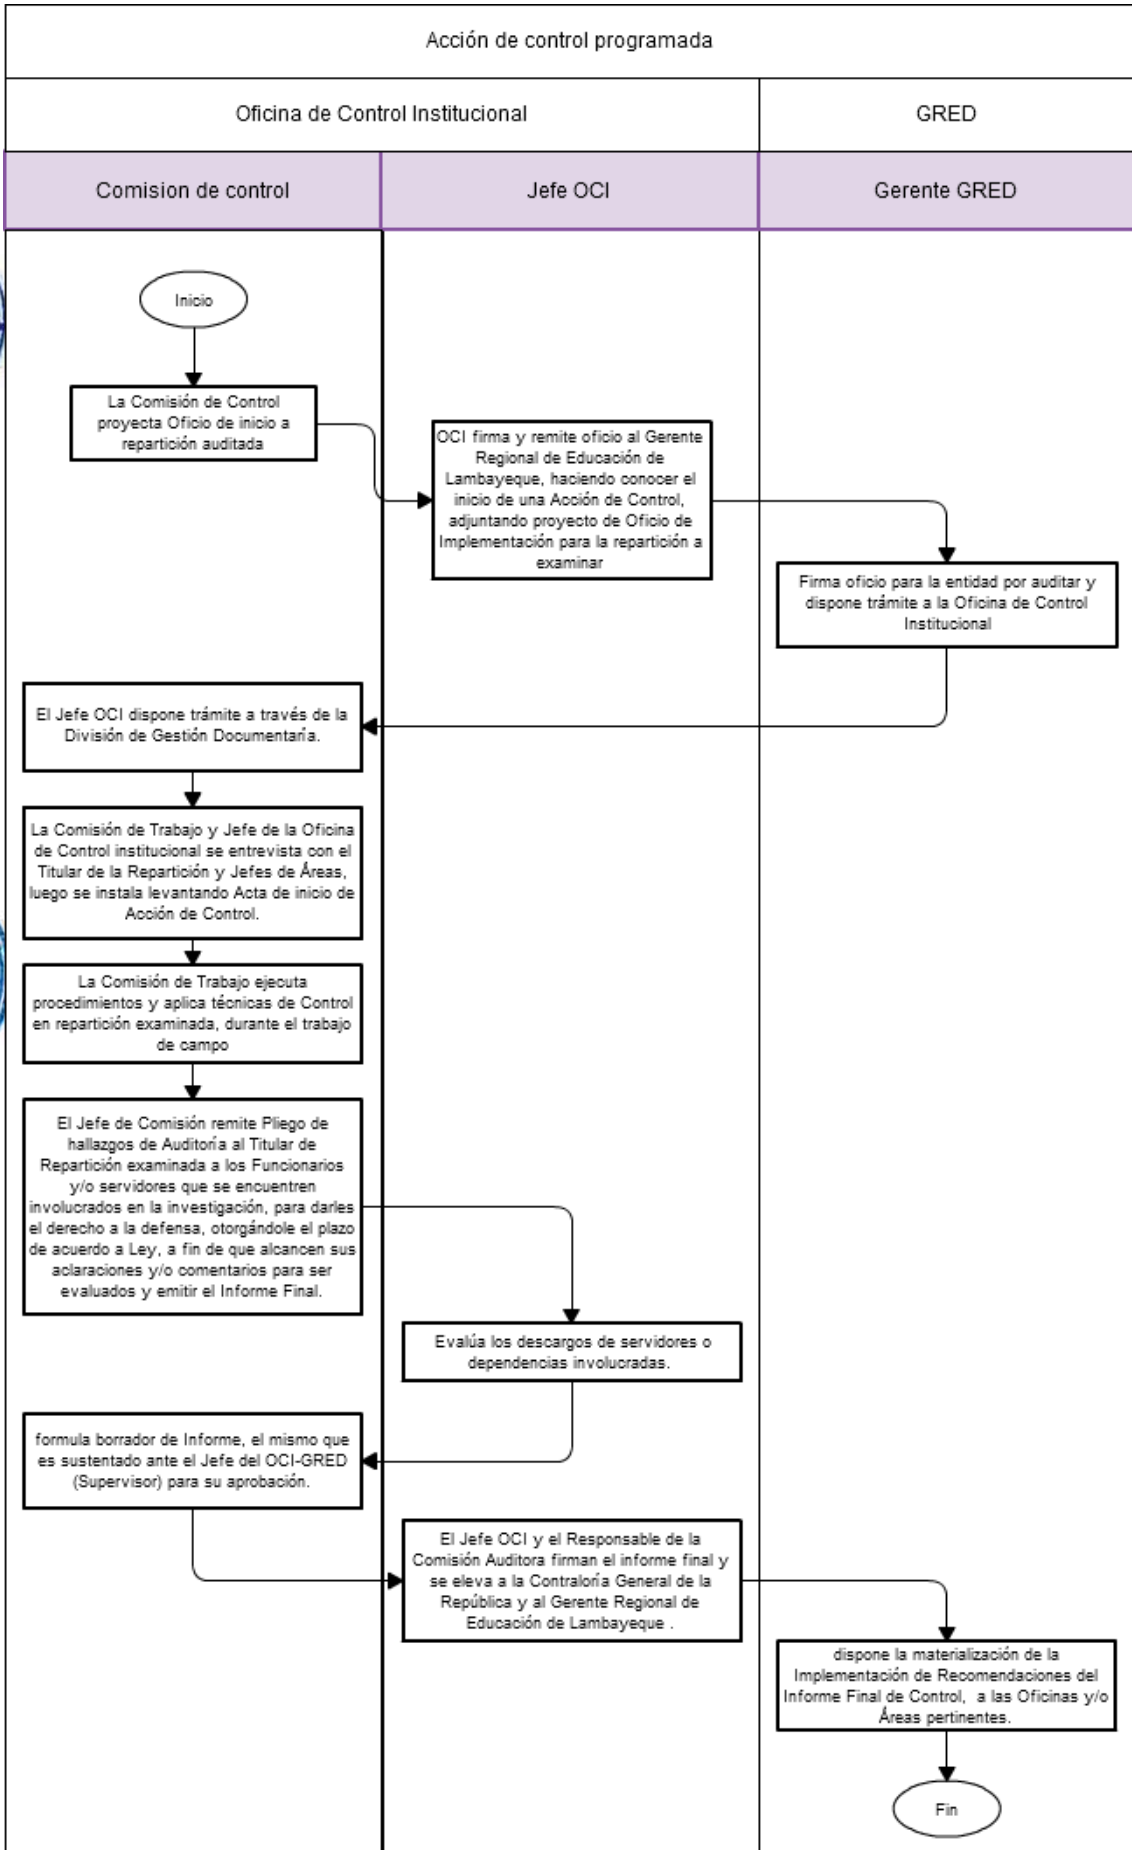 Acción de control programada
Oficina de Control Institucional
GRED
Comision de control
Jefe OCI
Gerente GRED
Inicio
La Comisión de Control
proyecta Oficio de inicio a
repartición auditada
OCI firma y remite oficio al Gerente
Regional de Educación de
Lambayeque, haciendo conocer el
inicio de una Acción de Control,
adjuntando proyecto de Oficio de
Implementación para la repartición a
examinar
Firma oficio para la entidad por auditar y
dispone trámite a la Oficina de Control
Institucional
El Jefe OCI dispone trámite a través de la
División de Gestión Documentaría.
La Comisión de Trabajo y Jefe de la Oficina
de Control institucional se entrevista con el
Titular de la Repartición y Jefes de Áreas,
luego se instala levantando Acta de inicio de
Acción de Control.
La Comisión de Trabajo ejecuta
procedimientos y aplica técnicas de Control
en repartición examinada, durante el trabajo
de campo
El Jefe de Comisión remite Pliego de
hallazgos de Auditoría al Titular de
Repartición examinada a los Funcionarios
y/o servidores que se encuentren
involucrados en la investigación, para darles
el derecho a la defensa, otorgándole el plazo
de acuerdo a Ley, a fin de que alcancen sus
aclaraciones y/o comentarios para ser
evaluados y emitir el Informe Final.
Evalúa los descargos de servidores o
dependencias involucradas.
formula borrador de Informe, el mismo que
es sustentado ante el Jefe del OCI-GRED
(Supervisor) para su aprobación.
El Jefe OCI y el Responsable de la
Comisión Auditora firman el informe final y
se eleva a la Contraloría General de la
República y al Gerente Regional de
Educación de Lambayeque .
dispone la materialización de la
Implementación de Recomendaciones del
Informe Final de Control, a las Oficinas y/o
Áreas pertinentes.
Fin